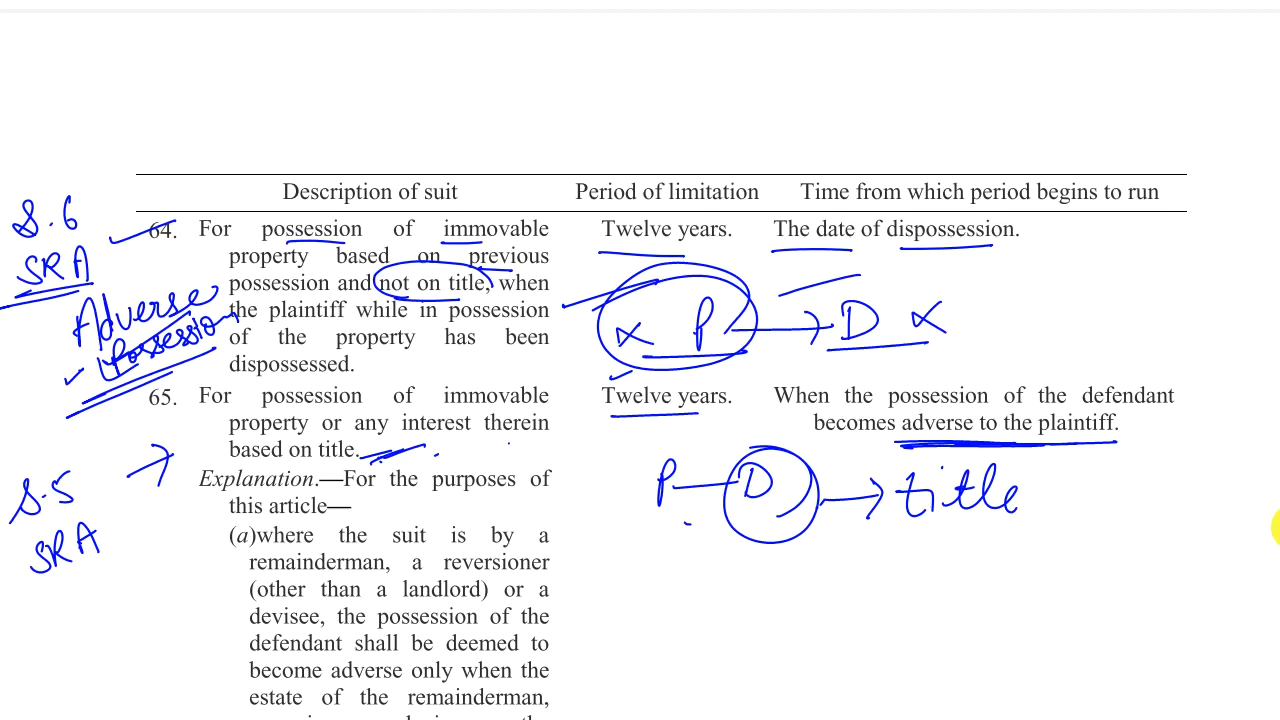 Description of suit Period of limitation Time from which period begins to run
S.6
SRA
Adverse
Possession
64. For possession of immovable Twelve years. The date of dispossession.
property based on previous
possession and not on title, when
the plaintiff while in possession
of the property has been
dispossessed.
P → D
65. For possession of immovable Twelve years. When the possession of the defendant
property or any interest therein becomes adverse to the plaintiff.
based on title.
P — D → title
S.5
SRA
Explanation.—For the purposes of
this article—
(a)where the suit is by a
remainderman, a reversioner
(other than a landlord) or a
devisee, the possession of the
defendant shall be deemed to
become adverse only when the
estate of the remainderman,